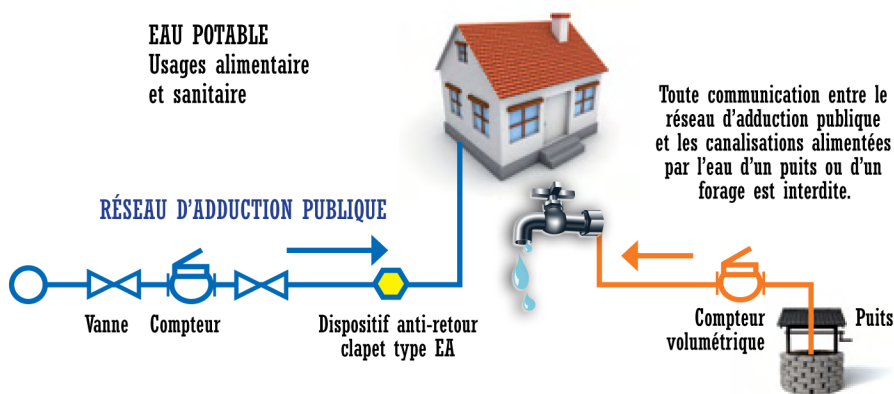 EAU POTABLE
Usages alimentaire
et sanitaire
Toute communication entre le
réseau d’adduction publique
et les canalisations alimentées
par l’eau d’un puits ou d’un
forage est interdite.
RÉSEAU D’ADDUCTION PUBLIQUE
Vanne
Compteur
Dispositif anti-retour
clapet type EA
Compteur
volumétrique
Puits